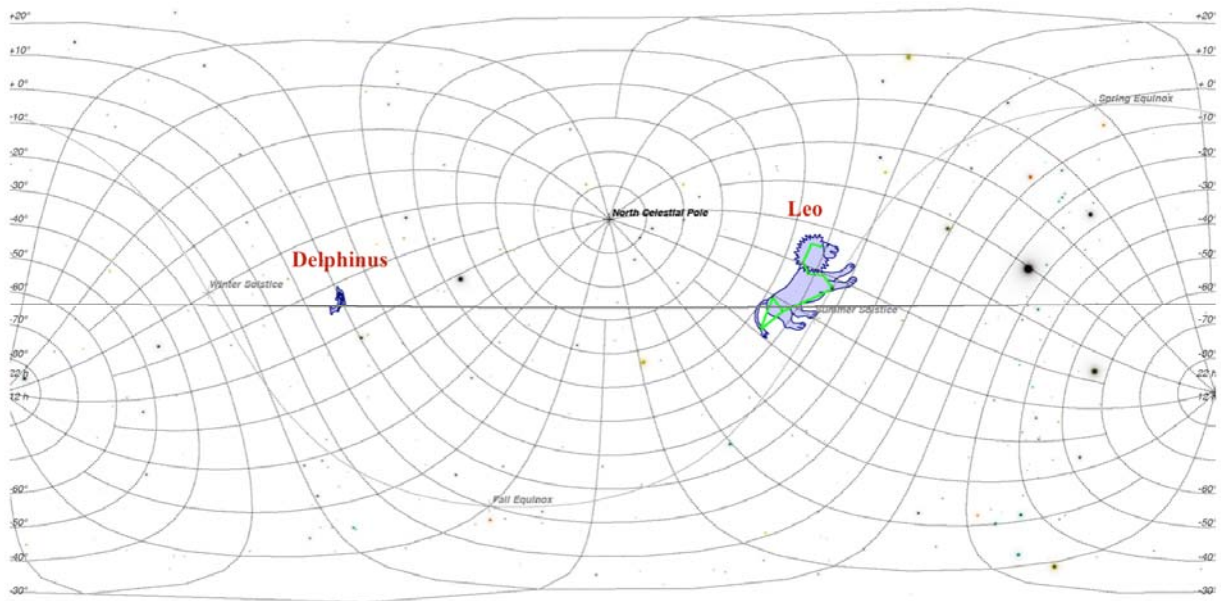 +20° +20°
+10° +10°
+ 0° + 0°
Spring Equinox
-10° -10°
-20° -20°
-30° -30°
-40° -40°
North Celestial Pole
Leo
-50° -50°
Delphinus
-60° -60°
Winter Solstice
Summer Solstice
-70° -70°
-80° -80°
22 h 22 h
12 h 12 h
-60° -60°
Fall Equinox
-50° -50°
-40° -40°
-30° -30°